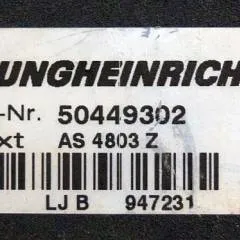 UNGHEINRICH
-Nr. 50449302
xt AS 4803 Z
LJ B 947231